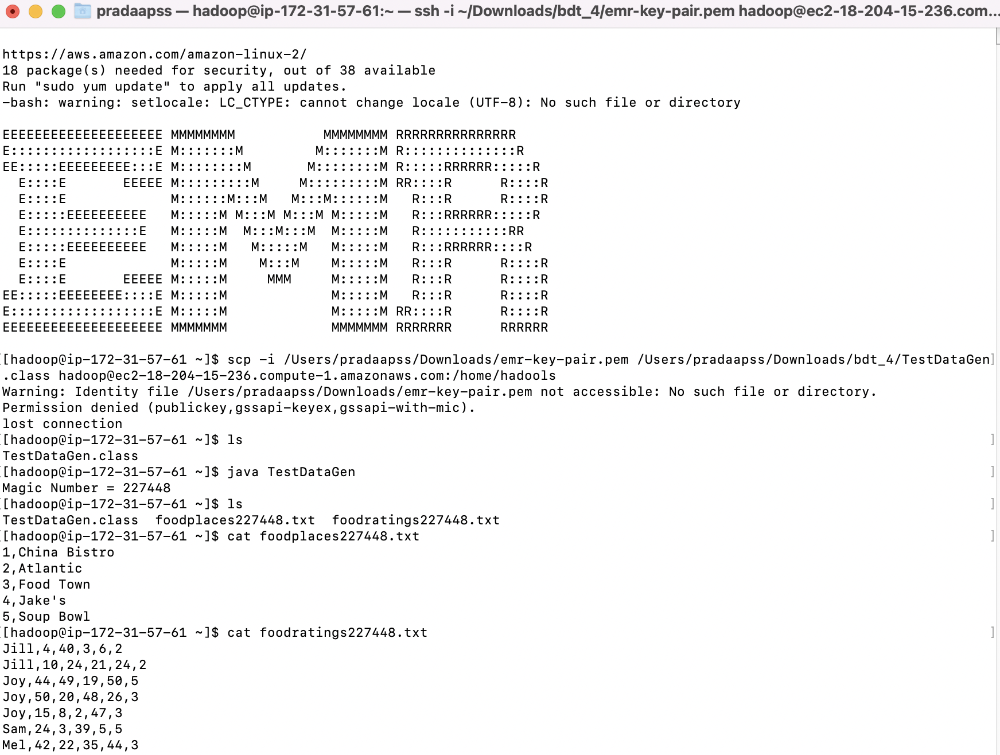 pradaapss — hadoop@ip-172-31-57-61:~ — ssh -i ~/Downloads/bdt_4/emr-key-pair.pem hadoop@ec2-18-204-15-236.com...
https://aws.amazon.com/amazon-linux-2/
18 package(s) needed for security, out of 38 available
Run "sudo yum update" to apply all updates.
-bash: warning: setlocale: LC_CTYPE: cannot change locale (UTF-8): No such file or directory

EEEEEEEEEEEEEEEEEEEE MMMMMMMM           MMMMMMMM RRRRRRRRRRRRRRR
E::::::::::::::::::E M:::::::M         M:::::::M R::::::::::::::R
EE:::::EEEEEEEEE:::E M::::::::M       M::::::::M R:::::RRRRRR:::::R
  E::::E       EEEEE M:::::::::M     M:::::::::M RR::::R      R::::R
  E::::E             M::::::M:::M   M:::M::::::M   R:::R      R::::R
  E:::::EEEEEEEEEE   M:::::M M:::M M:::M M:::::M   R:::RRRRRR:::::R
  E::::::::::::::E   M:::::M  M:::M:::M  M:::::M   R:::::::::::RR
  E:::::EEEEEEEEEE   M:::::M   M:::::M   M:::::M   R:::RRRRRR::::R
  E::::E             M:::::M    M:::M    M:::::M   R:::R      R::::R
  E::::E       EEEEE M:::::M     MMM     M:::::M   R:::R      R::::R
EE:::::EEEEEEEE::::E M:::::M             M:::::M   R:::R      R::::R
E::::::::::::::::::E M:::::M             M:::::M RR::::R      R::::R
EEEEEEEEEEEEEEEEEEEE MMMMMMM             MMMMMMM RRRRRRR      RRRRRR

[[hadoop@ip-172-31-57-61 ~]$ scp -i /Users/pradaapss/Downloads/emr-key-pair.pem /Users/pradaapss/Downloads/bdt_4/TestDataGen]
.class hadoop@ec2-18-204-15-236.compute-1.amazonaws.com:/home/hadools
Warning: Identity file /Users/pradaapss/Downloads/emr-key-pair.pem not accessible: No such file or directory.
Permission denied (publickey,gssapi-keyex,gssapi-with-mic).
lost connection
[[hadoop@ip-172-31-57-61 ~]$ ls ]
TestDataGen.class
[[hadoop@ip-172-31-57-61 ~]$ java TestDataGen ]
Magic Number = 227448
[[hadoop@ip-172-31-57-61 ~]$ ls ]
TestDataGen.class  foodplaces227448.txt  foodratings227448.txt
[[hadoop@ip-172-31-57-61 ~]$ cat foodplaces227448.txt ]
1,China Bistro
2,Atlantic
3,Food Town
4,Jake's
5,Soup Bowl
[[hadoop@ip-172-31-57-61 ~]$ cat foodratings227448.txt ]
Jill,4,40,3,6,2
Jill,10,24,21,24,2
Joy,44,49,19,50,5
Joy,50,20,48,26,3
Joy,15,8,2,47,3
Sam,24,3,39,5,5
Mel,42,22,35,44,3